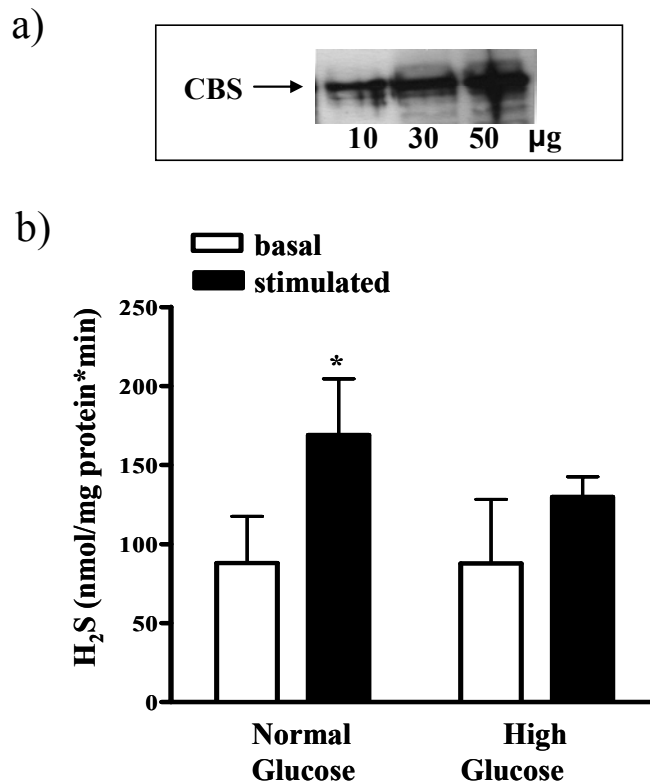 a)
CBS
10 30 50 µg
b)
basal
stimulated
250
200
150
100
50
0
H₂S (nmol/mg protein*min)
*
Normal High
Glucose Glucose